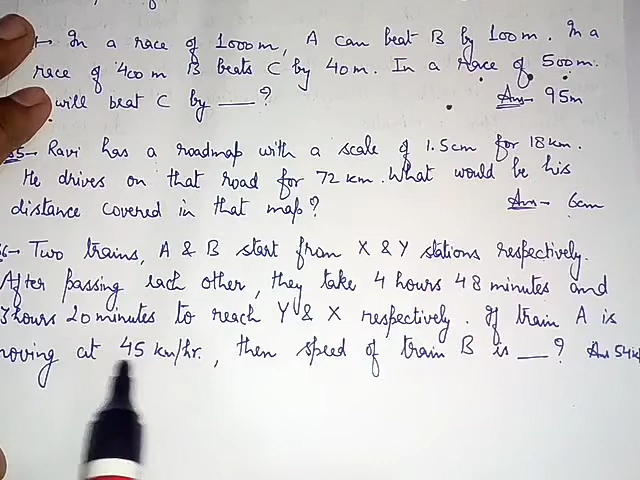 In a race of 1000m, A can beat B by 100m. In a
race of 400m B beats C by 40m. In a race of 500m.
will beat C by ___? Ans- 95m
35- Ravi has a roadmap with a scale of 1.5cm for 18km.
He drives on that road for 72 km. What would be his
distance covered in that map? Ans- 6cm
36- Two trains, A & B start from X & Y stations respectively.
After passing each other, they take 4 hours 48 minutes and
3 hours 20 minutes to reach Y & X respectively. If train A is
moving at 45 km/hr., then speed of train B is ___? Ans 54k